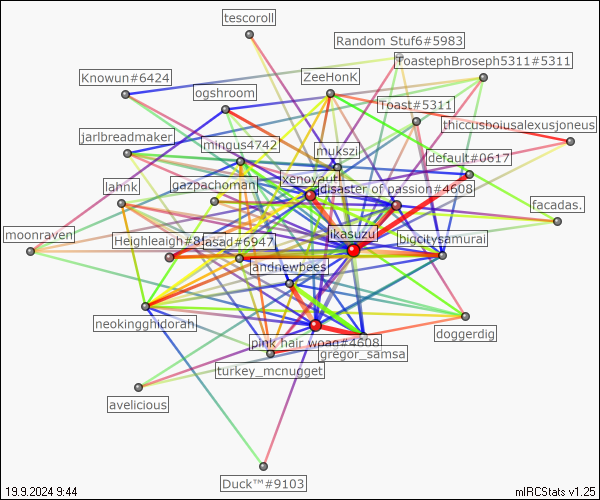 tescoroll
Random Stuf6#5983
ToastephBroseph5311#5311
Knowun#6424
ZeeHonK
ogshroom
Toast#5311
thiccusboiusalexusjoneus
jarlbreadmaker
mingus4742
mukszi
default#0617
xenovault
gazpachoman
disaster of passion#4608
lahnk
facadas.
moonraven
ikasuzu
Heighleaigh#8
asad#6947
bigcitysamurai
andnewbees
neokingghidorah
doggerdig
pink hair woag#4608
gregor_samsa
turkey_mcnugget
avelicious
Duck™#9103
19.9.2024 9:44
mIRCStats v1.25